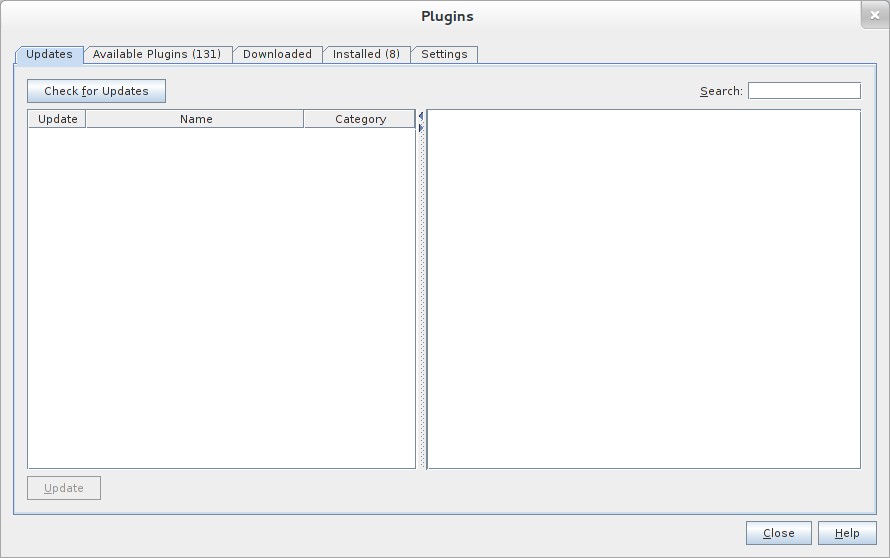 Plugins
Updates Available Plugins (131) Downloaded Installed (8) Settings
Check for Updates Search:
Update Name Category
Update
Close Help